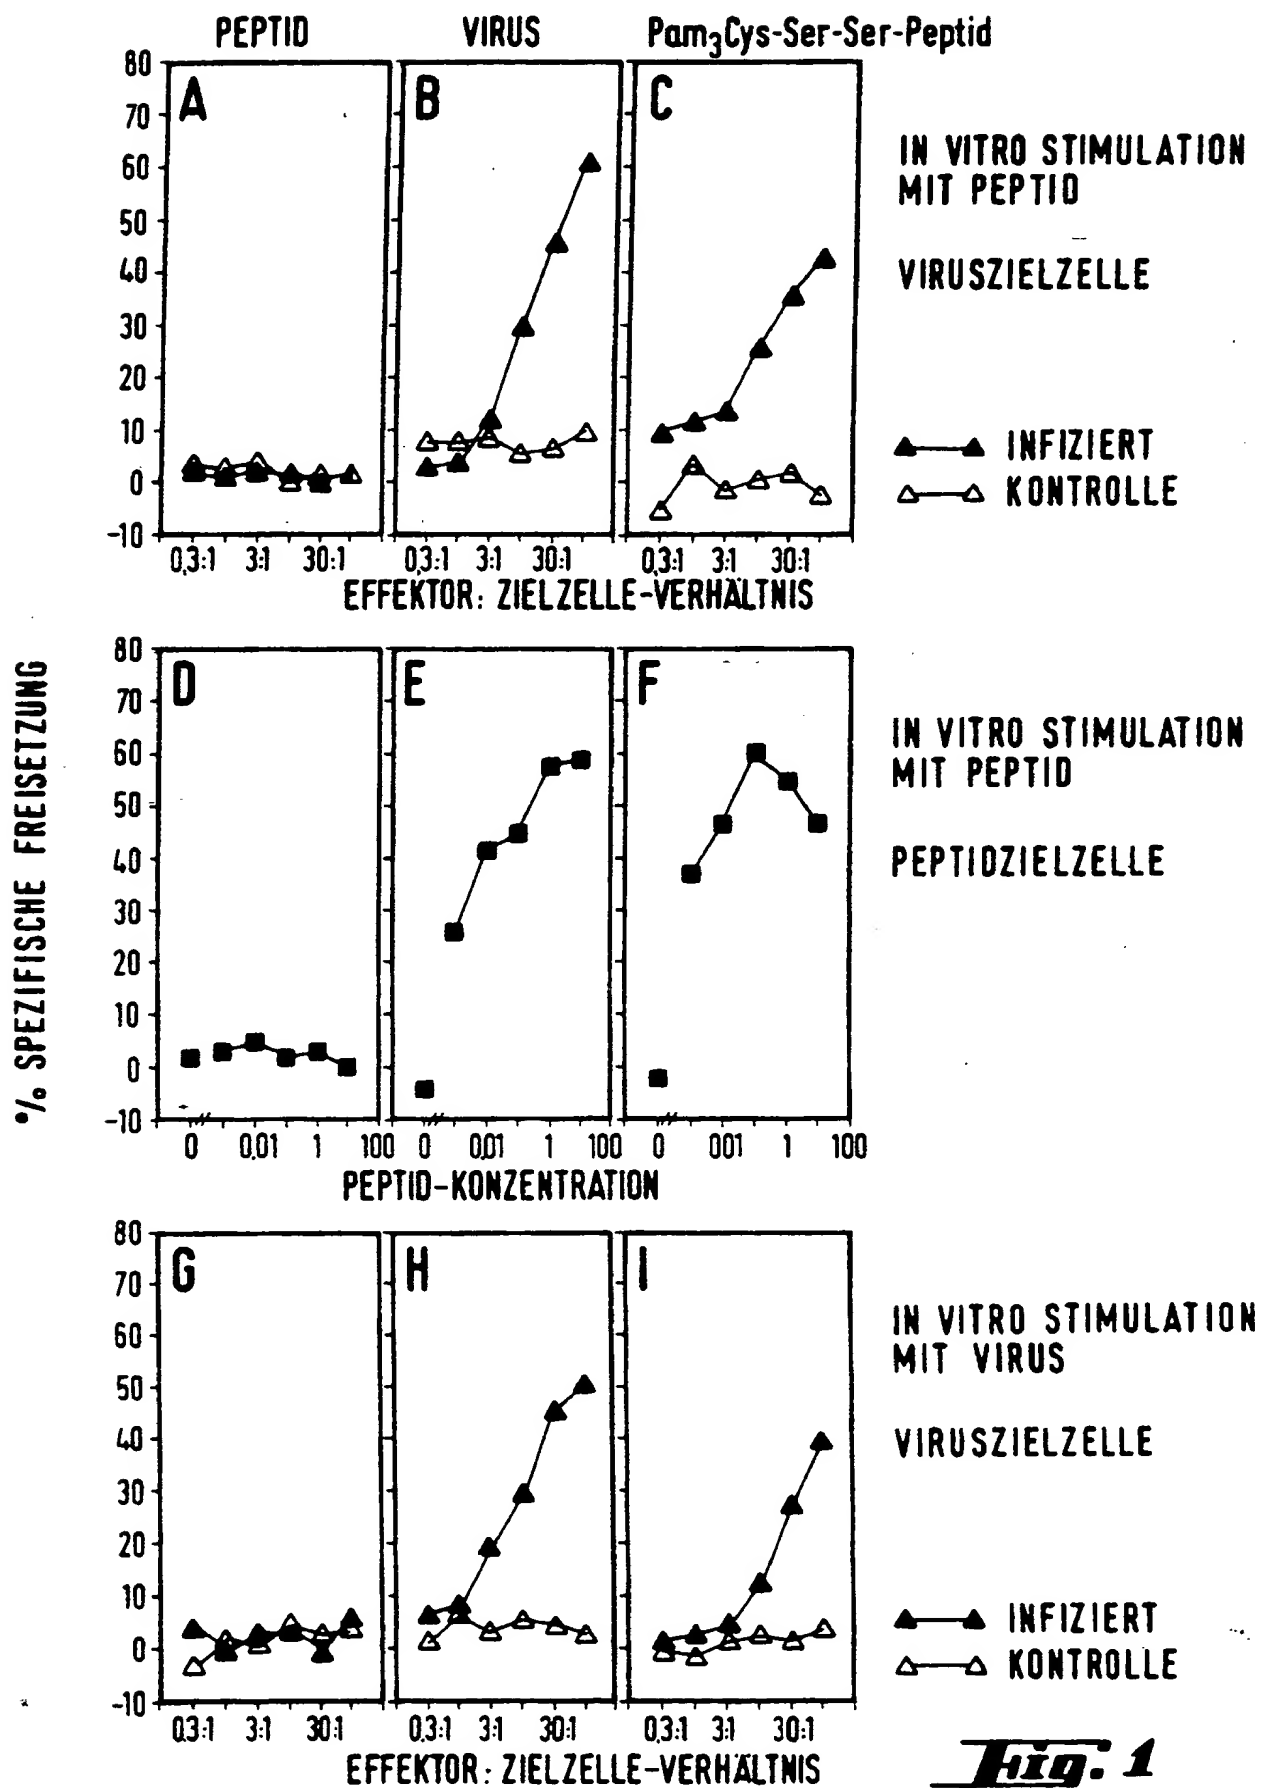 PEPTID VIRUS Pam3Cys-Ser-Ser-Peptid
80
70
60
50
40
30
20
10
0
-10
A B C
IN VITRO STIMULATION
MIT PEPTID
VIRUSZIELZELLE
INFIZIERT
KONTROLLE
0,3:1 3:1 30:1 0,3:1 3:1 30:1 0,3:1 3:1 30:1
EFFEKTOR: ZIELZELLE-VERHÄLTNIS
% SPEZIFISCHE FREISETZUNG
80
70
60
50
40
30
20
10
0
-10
D E F
IN VITRO STIMULATION
MIT PEPTID
PEPTIDZIELZELLE
0 0,01 1 100 0 0,01 1 100 0 001 1 100
PEPTID-KONZENTRATION
80
70
60
50
40
30
20
10
0
-10
G H I
IN VITRO STIMULATION
MIT VIRUS
VIRUSZIELZELLE
INFIZIERT
KONTROLLE
0,3:1 3:1 30:1 0,3:1 3:1 30:1 0,3:1 3:1 30:1
EFFEKTOR: ZIELZELLE-VERHÄLTNIS
Fig. 1